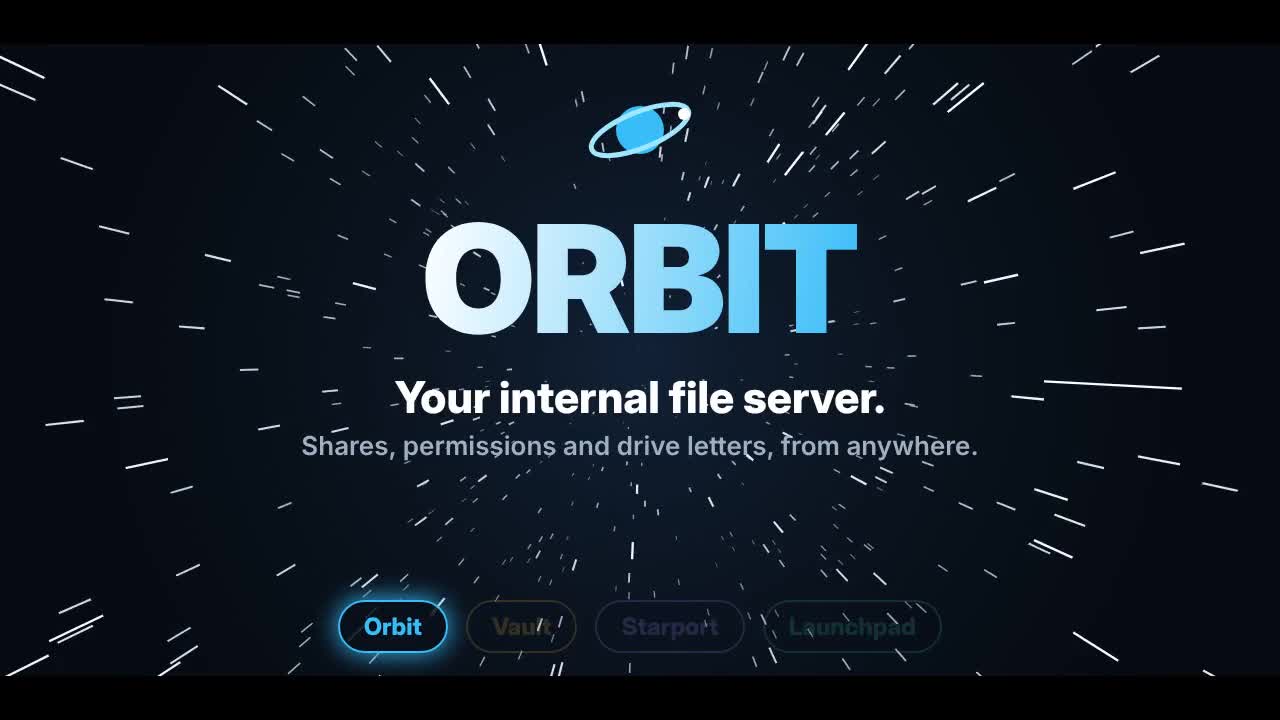 ORBIT
Your internal file server.
Shares, permissions and drive letters, from anywhere.
Orbit Vault Starport Launchpad